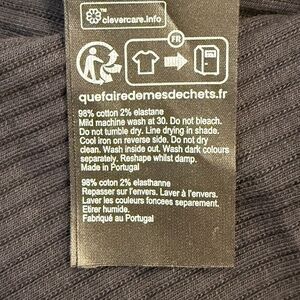 clevercare.info
FR
quefairedemesdechets.fr
98% cotton 2% elastane
Mild machine wash at 30. Do not bleach.
Do not tumble dry. Line drying in shade.
Cool iron on reverse side. Do not dry
clean. Wash inside out. Wash dark colours
separately. Reshape whilst damp.
Made in Portugal
98% coton 2% elasthanne
Repasser sur l'envers. Laver à l'envers.
Laver les couleurs foncees separement.
Etirer humide.
Fabriqué au Portugal